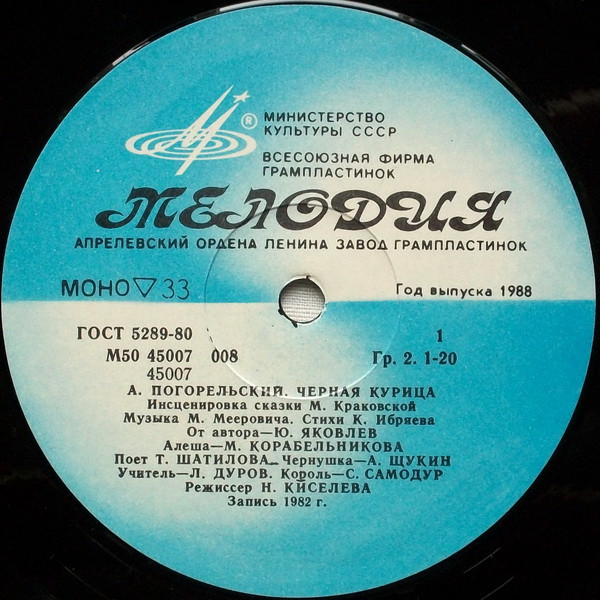 ®
МИНИСТЕРСТВО
КУЛЬТУРЫ СССР
ВСЕСОЮЗНАЯ ФИРМА
ГРАМПЛАСТИНОК
МЕЛОДИЯ
АПРЕЛЕВСКИЙ ОРДЕНА ЛЕНИНА ЗАВОД ГРАМПЛАСТИНОК
МОНО ▽ 33 Год выпуска 1988
ГОСТ 5289-80 1
М50 45007 008 Гр. 2. 1-20
45007
А. ПОГОРЕЛЬСКИЙ. ЧЕРНАЯ КУРИЦА
Инсценировка сказки М. Краковской
Музыка М. Мееровича. Стихи К. Ибряева
От автора—Ю. ЯКОВЛЕВ
Алеша—М. КОРАБЕЛЬНИКОВА
Поет Т. ШАТИЛОВА. Чернушка—А. ЩУКИН
Учитель—Л. ДУРОВ. Король—С. САМОДУР
Режиссер Н. КИСЕЛЕВА
Запись 1982 г.